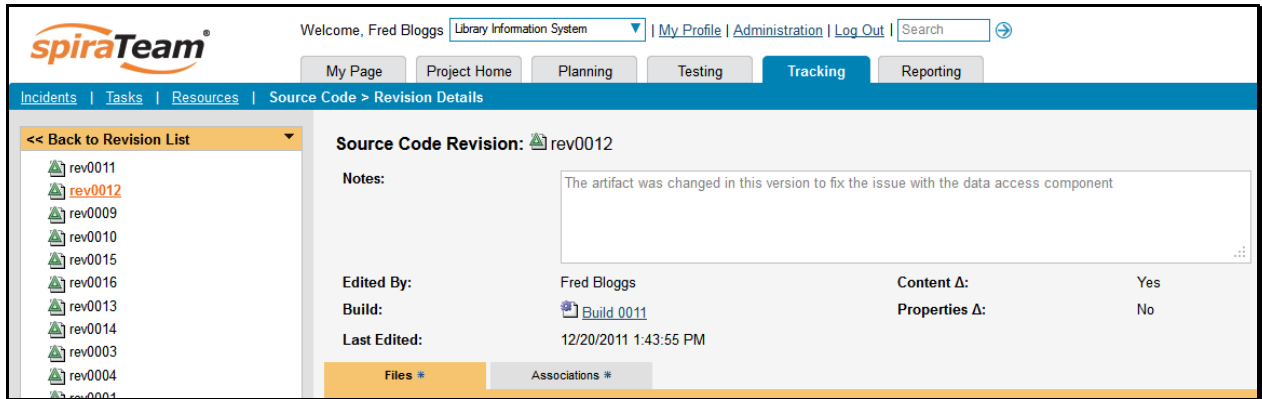 spiraTeam®
Welcome, Fred Bloggs Library Information System | My Profile | Administration | Log Out | Search
My Page Project Home Planning Testing Tracking Reporting
Incidents | Tasks | Resources | Source Code > Revision Details
<< Back to Revision List
rev0011
rev0012
rev0009
rev0010
rev0015
rev0016
rev0013
rev0014
rev0003
rev0004
rev0001
Source Code Revision: rev0012
Notes: The artifact was changed in this version to fix the issue with the data access component
Edited By: Fred Bloggs Content Δ: Yes
Build: Build 0011 Properties Δ: No
Last Edited: 12/20/2011 1:43:55 PM
Files * Associations *